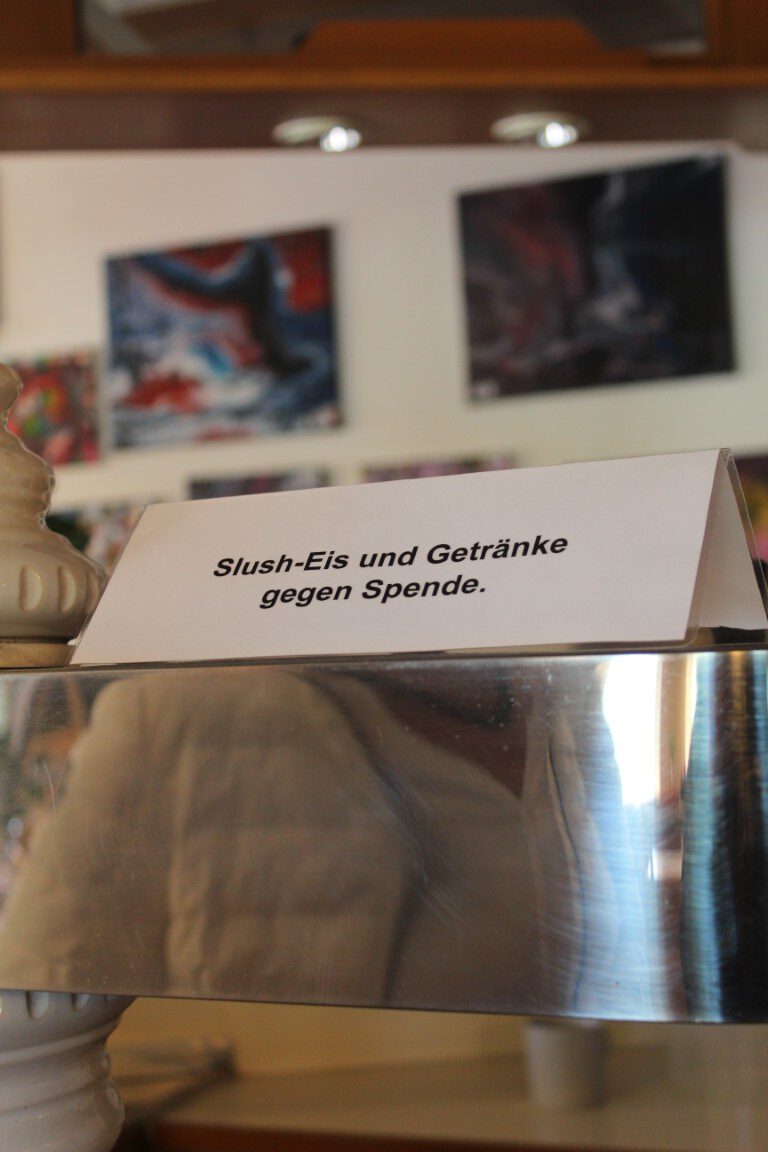 Slush-Eis und Getränke
gegen Spende.